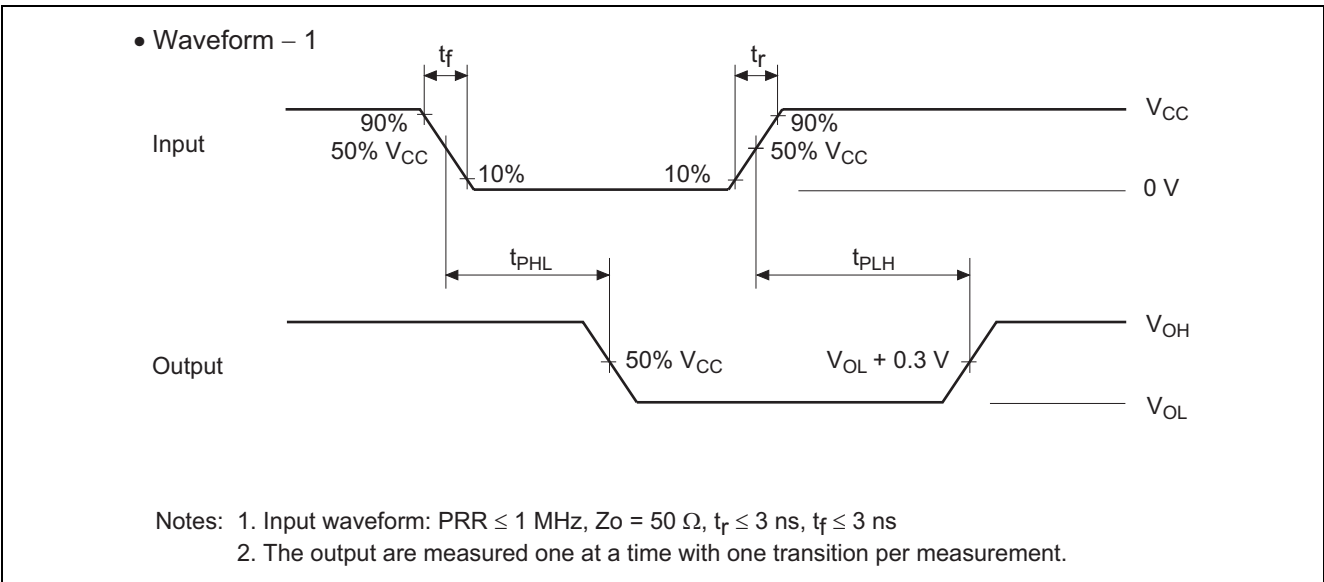 • Waveform – 1
tf
tr
VCC
90%
90%
Input
50% VCC
50% VCC
10%
10%
0 V
tPHL
tPLH
VOH
Output
50% VCC
VOL + 0.3 V
VOL
Notes: 1. Input waveform: PRR ≤ 1 MHz, Zo = 50 Ω, tr ≤ 3 ns, tf ≤ 3 ns
2. The output are measured one at a time with one transition per measurement.